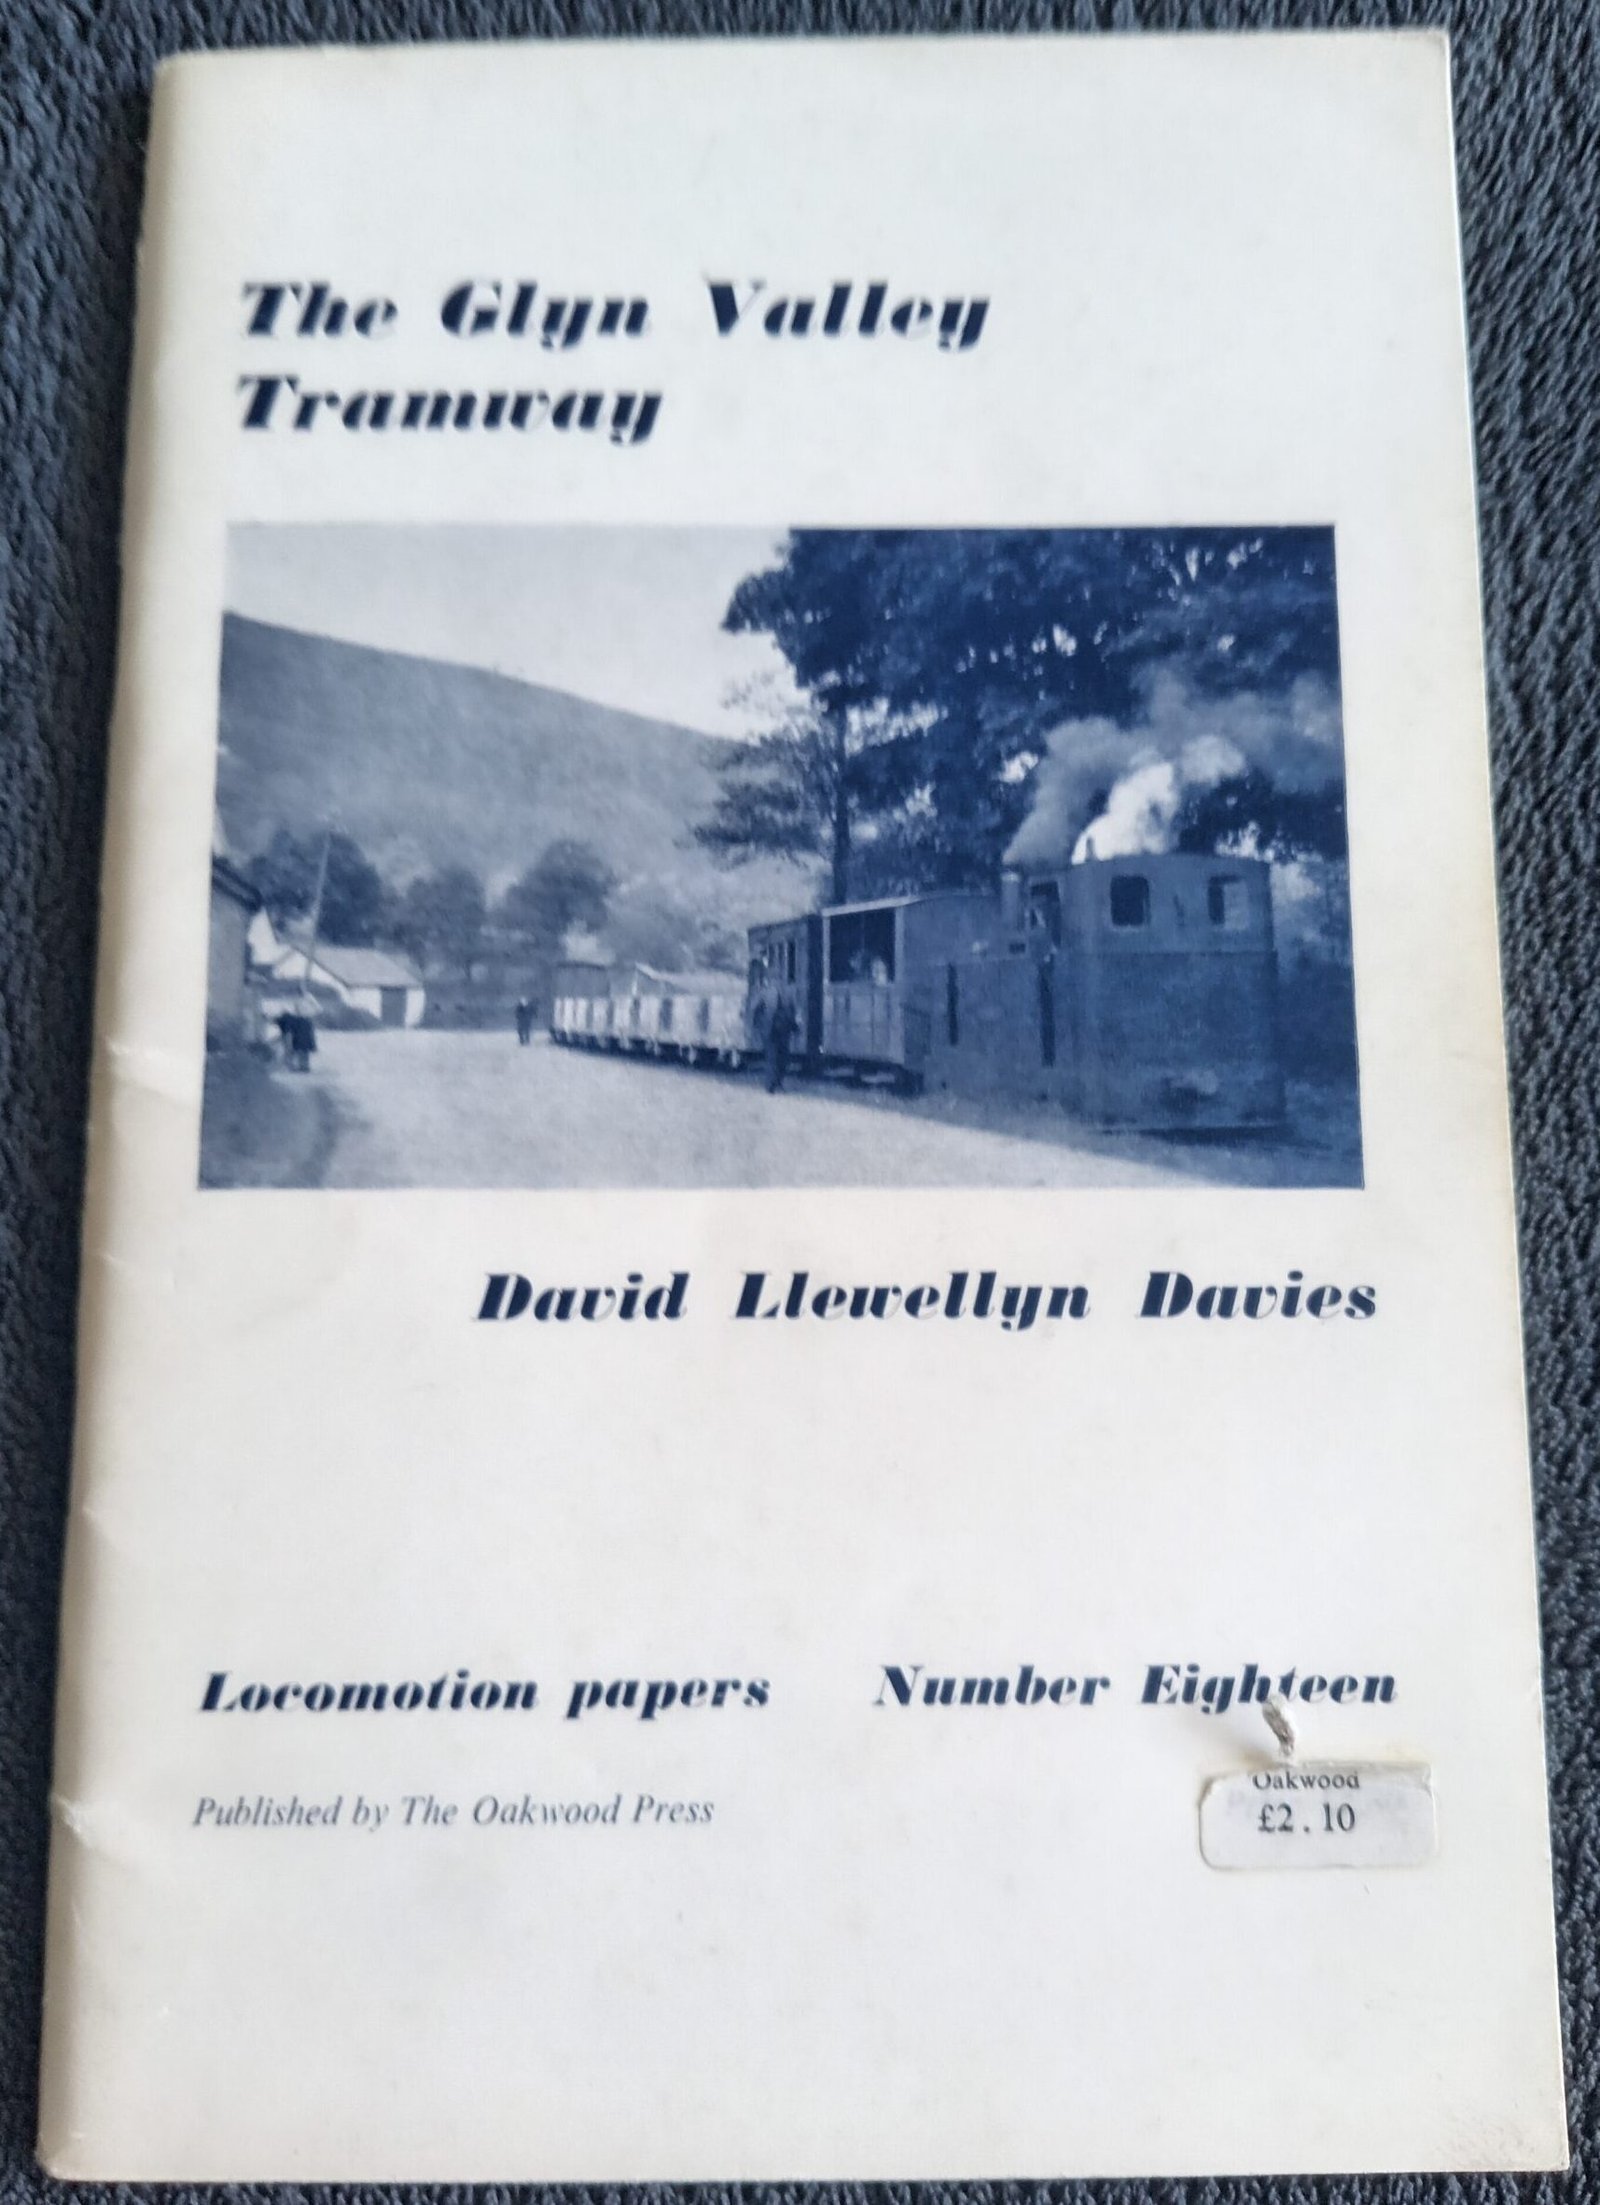 The Glyn Valley
Tramway
David Llewellyn Davies
Locomotion papers Number Eighteen
Published by The Oakwood Press
Oakwood
£2.10